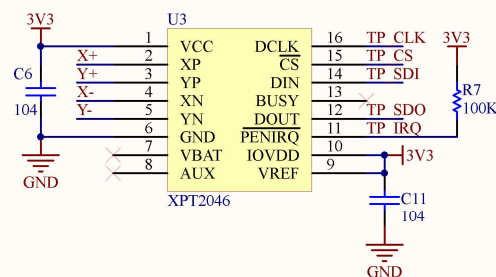 3V3
U3
3V3
1 VCC DCLK 16 TP_CLK
X+ 2 XP CS 15 TP_CS
Y+ 3 YP DIN 14 TP_SDI
X- 4 XN BUSY 13
Y- 5 YN DOUT 12 TP_SDO
6 GND PENIRQ 11 TP_IRQ
7 VBAT IOVDD 10 3V3
8 AUX VREF 9
C6
104
GND
R7
100K
XPT2046
C11
104
GND